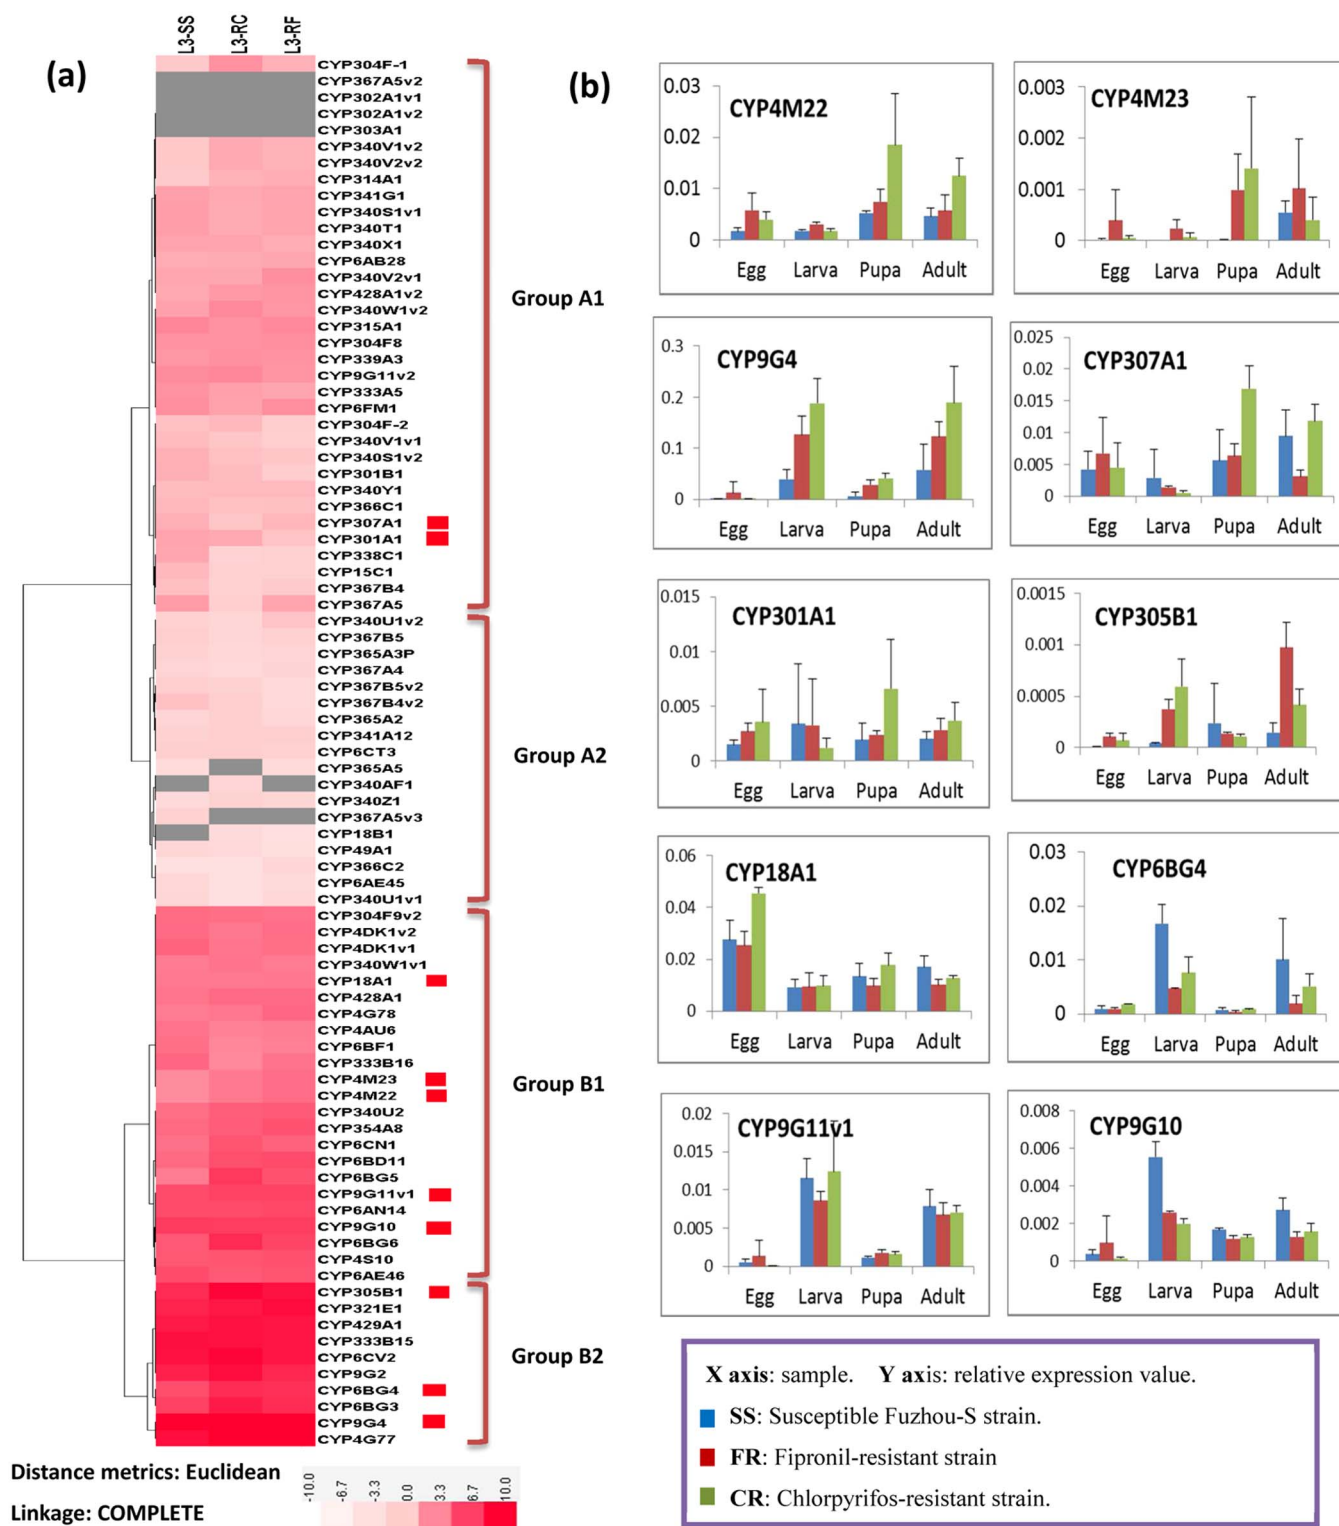 (a)
L3-SS
L3-RC
L3-RF
CYP304F-1
CYP367A5v2
CYP302A1v1
CYP302A1v2
CYP303A1
CYP340V1v2
CYP340V2v2
CYP314A1
CYP341G1
CYP340S1v1
CYP340T1
CYP340X1
CYP6AB28
CYP340V2v1
CYP428A1v2
CYP340W1v2
CYP315A1
CYP304F8
CYP339A3
CYP9G11v2
CYP333A5
CYP6FM1
CYP304F-2
CYP340V1v1
CYP340S1v2
CYP301B1
CYP340Y1
CYP366C1
CYP307A1
CYP301A1
CYP338C1
CYP15C1
CYP367B4
CYP367A5
CYP340U1v2
CYP367B5
CYP365A3P
CYP367A4
CYP367B5v2
CYP367B4v2
CYP365A2
CYP341A12
CYP6CT3
CYP365A5
CYP340AF1
CYP340Z1
CYP367A5v3
CYP18B1
CYP49A1
CYP366C2
CYP6AE45
CYP340U1v1
CYP304F9v2
CYP4DK1v2
CYP4DK1v1
CYP340W1v1
CYP18A1
CYP428A1
CYP4G78
CYP4AU6
CYP6BF1
CYP333B16
CYP4M23
CYP4M22
CYP340U2
CYP354A8
CYP6CN1
CYP6BD11
CYP6BG5
CYP9G11v1
CYP6AN14
CYP9G10
CYP6BG6
CYP4S10
CYP6AE46
CYP305B1
CYP321E1
CYP429A1
CYP333B15
CYP6CV2
CYP9G2
CYP6BG4
CYP6BG3
CYP9G4
CYP4G77
Group A1
Group A2
Group B1
Group B2
Distance metrics: Euclidean
Linkage: COMPLETE
-10.0
-6.7
-3.3
0.0
3.3
6.7
10.0
(b)
CYP4M22
0.03
0.02
0.01
0
Egg Larva Pupa Adult
CYP4M23
0.003
0.002
0.001
0
Egg Larva Pupa Adult
CYP9G4
0.3
0.2
0.1
0
Egg Larva Pupa Adult
CYP307A1
0.025
0.02
0.015
0.01
0.005
0
Egg Larva Pupa Adult
CYP301A1
0.015
0.01
0.005
0
Egg Larva Pupa Adult
CYP305B1
0.0015
0.001
0.0005
0
Egg Larva Pupa Adult
CYP18A1
0.06
0.04
0.02
0
Egg Larva Pupa Adult
CYP6BG4
0.03
0.02
0.01
0
Egg Larva Pupa Adult
CYP9G11v1
0.02
0.015
0.01
0.005
0
Egg Larva Pupa Adult
CYP9G10
0.008
0.006
0.004
0.002
0
Egg Larva Pupa Adult
X axis: sample. Y axis: relative expression value.
SS: Susceptible Fuzhou-S strain.
FR: Fipronil-resistant strain
CR: Chlorpyrifos-resistant strain.